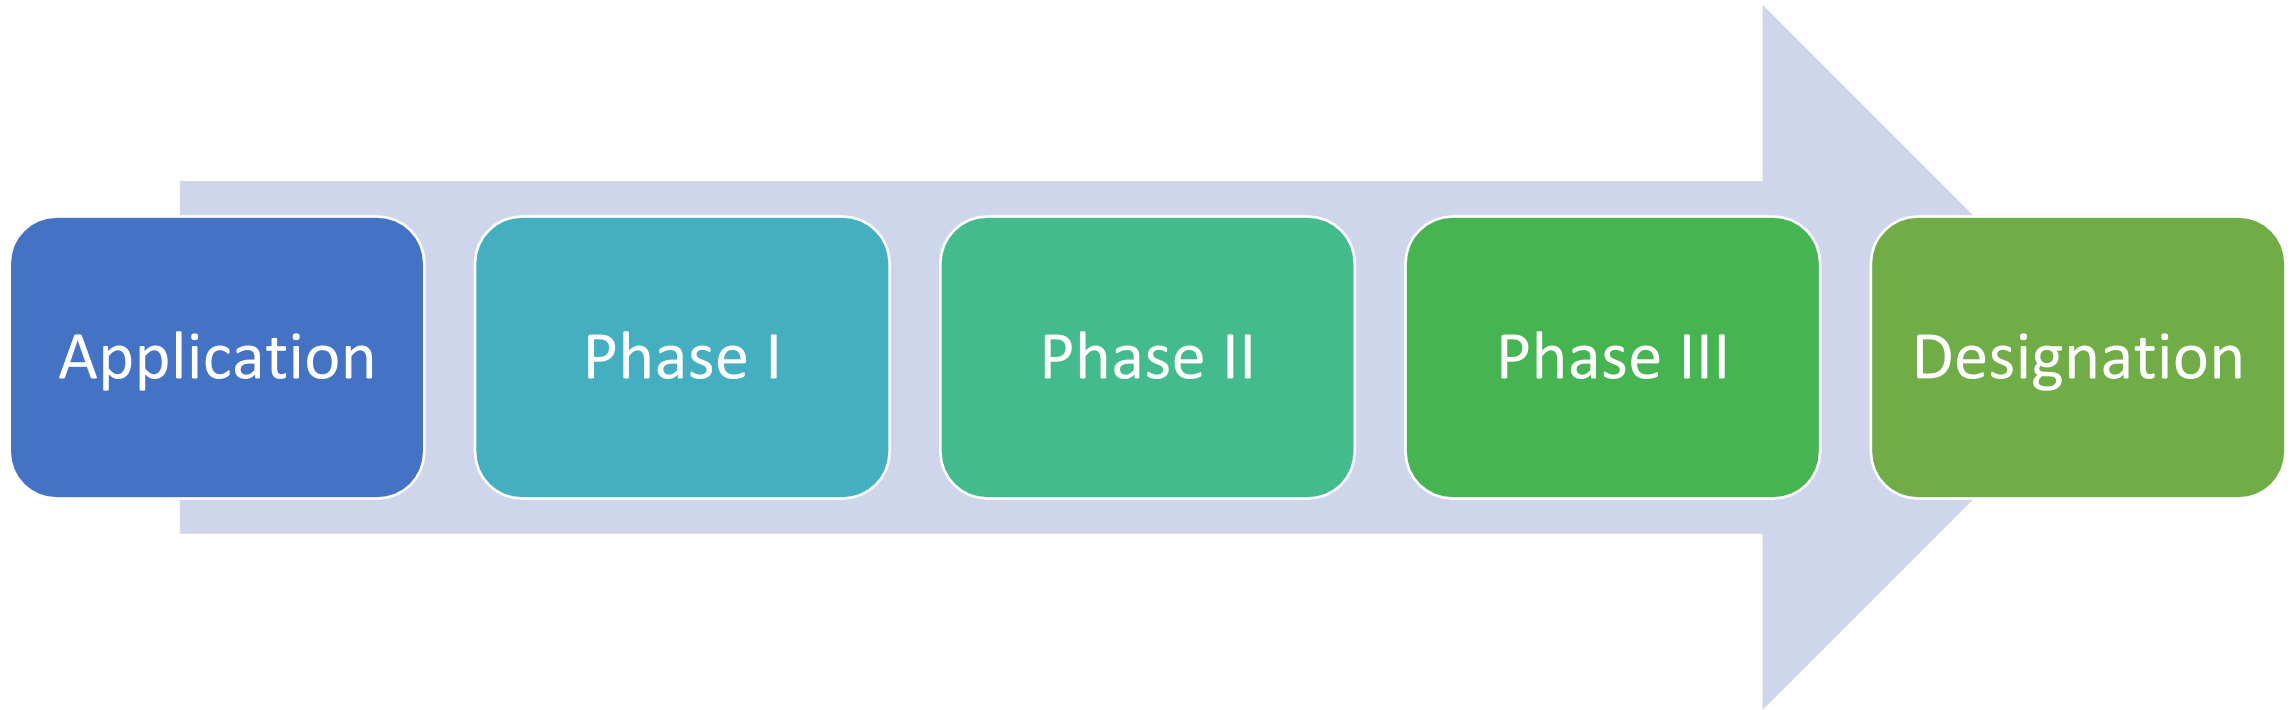 Application
Phase I
Phase II
Phase III
Designation